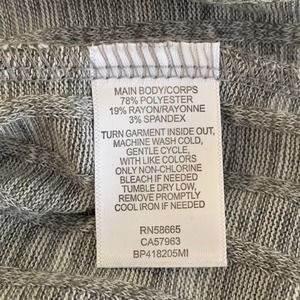 MAIN BODY/CORPS
78% POLYESTER
19% RAYON/RAYONNE
3% SPANDEX
TURN GARMENT INSIDE OUT,
MACHINE WASH COLD,
GENTLE CYCLE,
WITH LIKE COLORS
ONLY NON-CHLORINE
BLEACH IF NEEDED
TUMBLE DRY LOW,
REMOVE PROMPTLY
COOL IRON IF NEEDED
RN58665
CA57963
BP418205MI